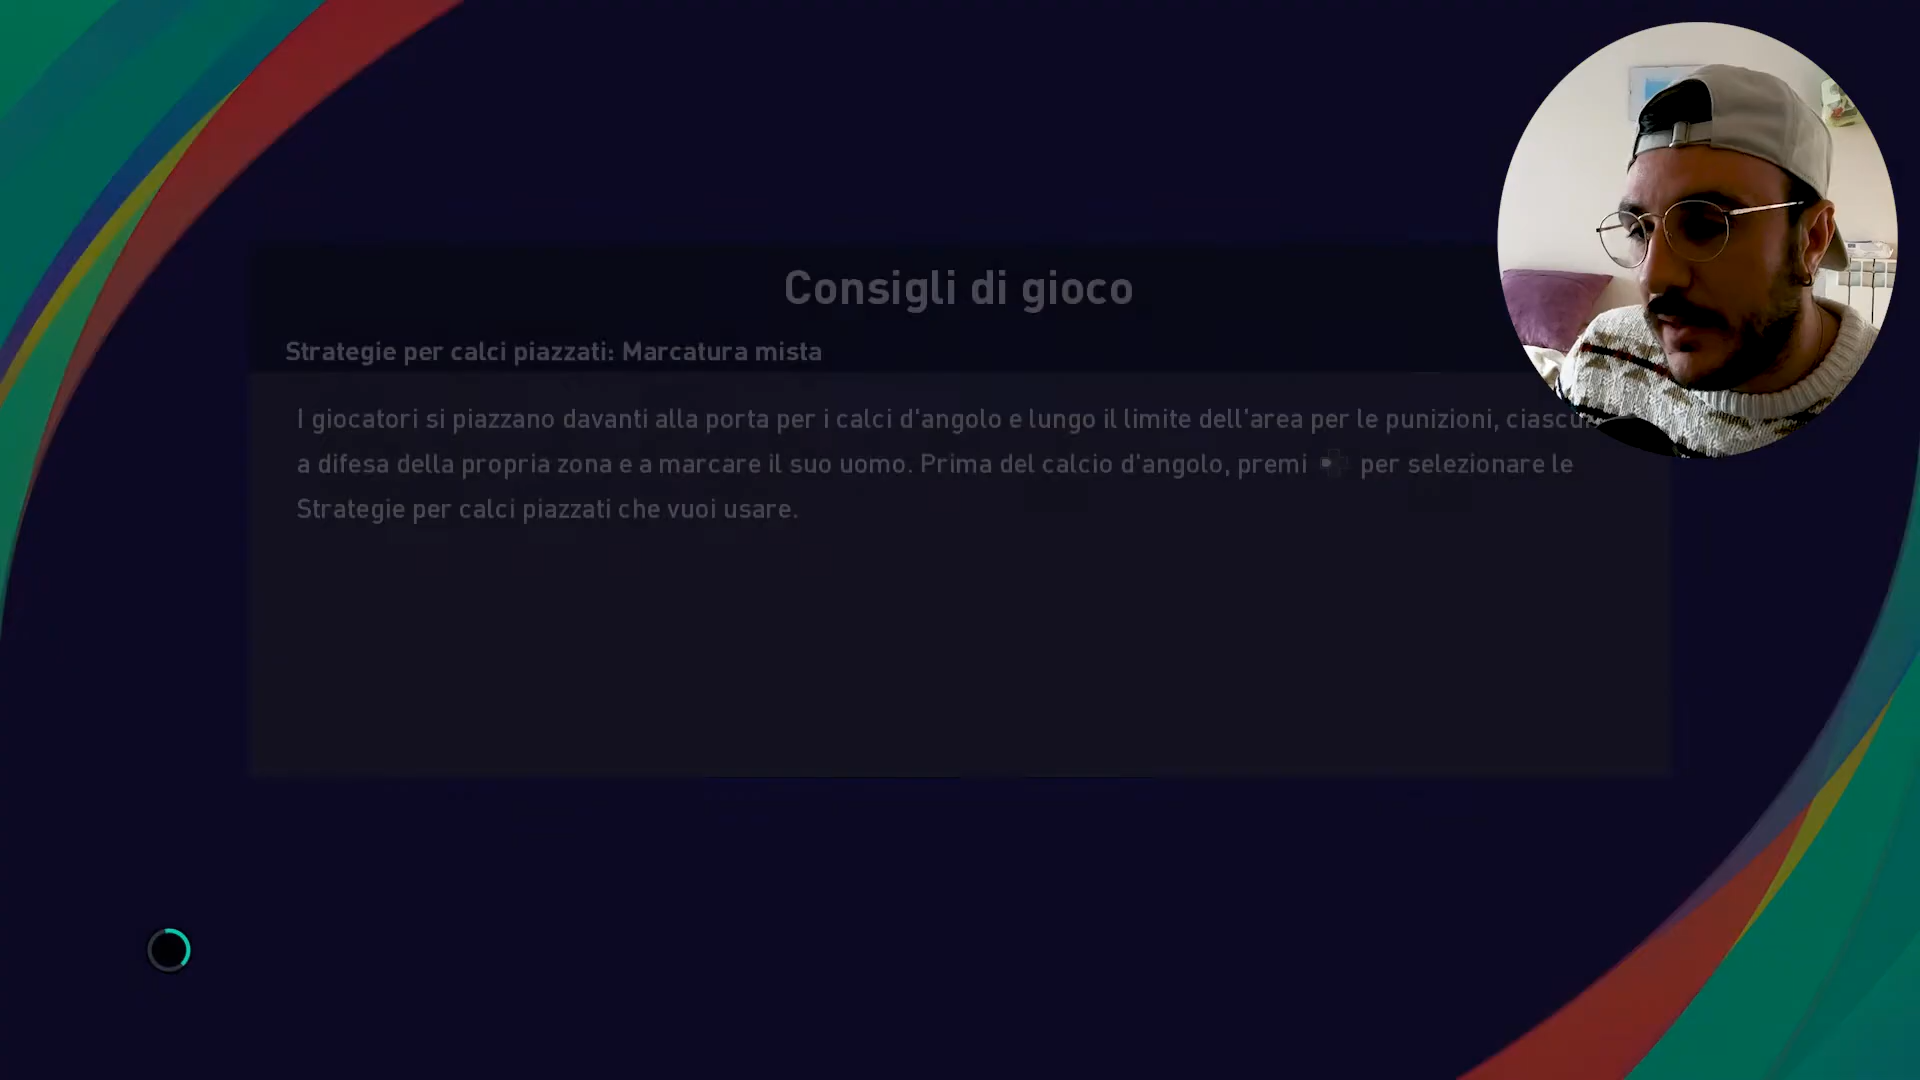 Consigli di gioco
Strategie per calci piazzati: Marcatura mista
I giocatori si piazzano davanti alla porta per i calci d'angolo e lungo il limite dell'area per le punizioni,
a difesa della propria zona e a marcare il suo uomo. Prima del calcio d'angolo, premi per selezionare le
Strategie per calci piazzati che vuoi usare.